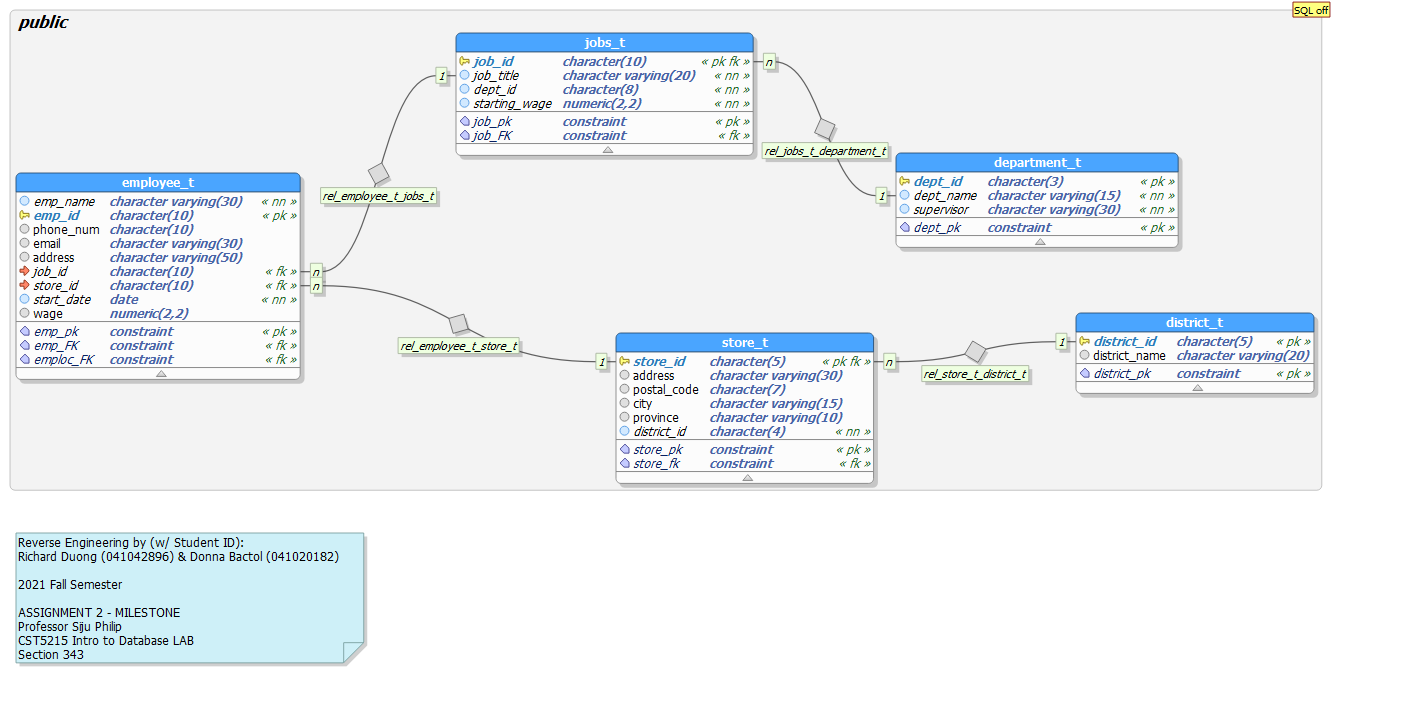 SQL off
public
jobs_t
job_id character(10) « pk fk »
job_title character varying(20) « nn »
dept_id character(8) « nn »
starting_wage numeric(2,2) « nn »
job_pk constraint « pk »
job_FK constraint « fk »
1
n
rel_jobs_t_department_t
1
department_t
dept_id character(3) « pk »
dept_name character varying(15) « nn »
supervisor character varying(30) « nn »
dept_pk constraint « pk »
employee_t
emp_name character varying(30) « nn »
emp_id character(10) « pk »
phone_num character(10)
email character varying(30)
address character varying(50)
job_id character(10) « fk »
store_id character(10) « fk »
start_date date « nn »
wage numeric(2,2)
emp_pk constraint « pk »
emp_FK constraint « fk »
emploc_FK constraint « fk »
rel_employee_t_jobs_t
n
n
rel_employee_t_store_t
1
store_t
store_id character(5) « pk fk »
address character varying(30)
postal_code character(7)
city character varying(15)
province character varying(10)
district_id character(4) « nn »
store_pk constraint « pk »
store_fk constraint « fk »
n
rel_store_t_district_t
1
district_t
district_id character(5) « pk »
district_name character varying(20)
district_pk constraint « pk »
Reverse Engineering by (w/ Student ID):
Richard Duong (041042896) & Donna Bactol (041020182)
2021 Fall Semester
ASSIGNMENT 2 - MILESTONE
Professor Siju Philip
CST5215 Intro to Database LAB
Section 343